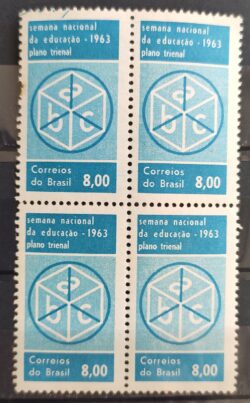 semana nacional
da educação - 1963
plano trienal
a
b c
Correios
do Brasil 8,00
semana nacional
da educação - 1963
plano trienal
a
b c
Correios
do Brasil 8,00
semana nacional
da educação - 1963
plano trienal
a
b c
Correios
do Brasil 8,00
semana nacional
da educação - 1963
plano trienal
a
b c
Correios
do Brasil 8,00